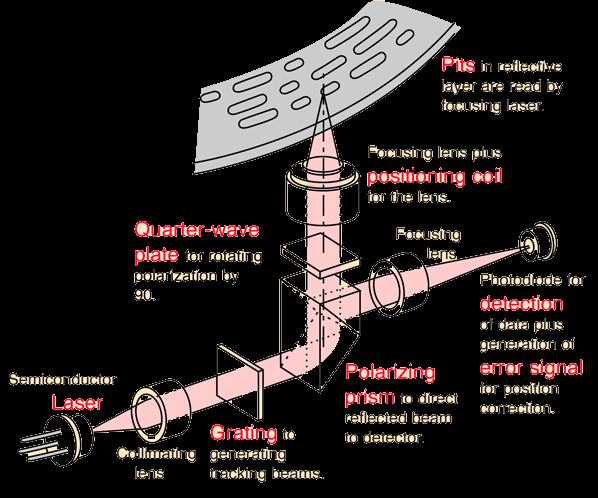 Pits in reflective
layer are read by
focusing laser.
Focusing lens plus
positioning coil
for the lens.
Quarter-wave
plate for rotating
polarization by
90.
Focusing
lens
Photodiode for
detection
of data plus
generation of
error signal
for position
correction.
Polarizing
prism to direct
reflected beam
to detector.
Semiconductor
Laser
Collimating
lens
Grating to
generating
tracking beams.